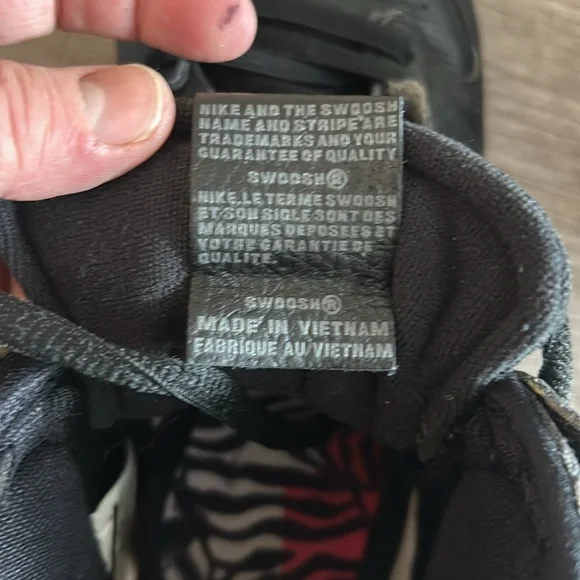 NIKE AND THE SWOOSH
NAME AND STRIPE ARE
TRADEMARKS AND YOUR
GUARANTEE OF QUALITY
SWOOSH®
NIKE, LE TERME SWOOSH
ET SON SIGLE SONT DES
MARQUES DEPOSEES ET
VOTRE GARANTIE DE
QUALITE.
SWOOSH®
MADE IN VIETNAM
FABRIQUE AU VIETNAM